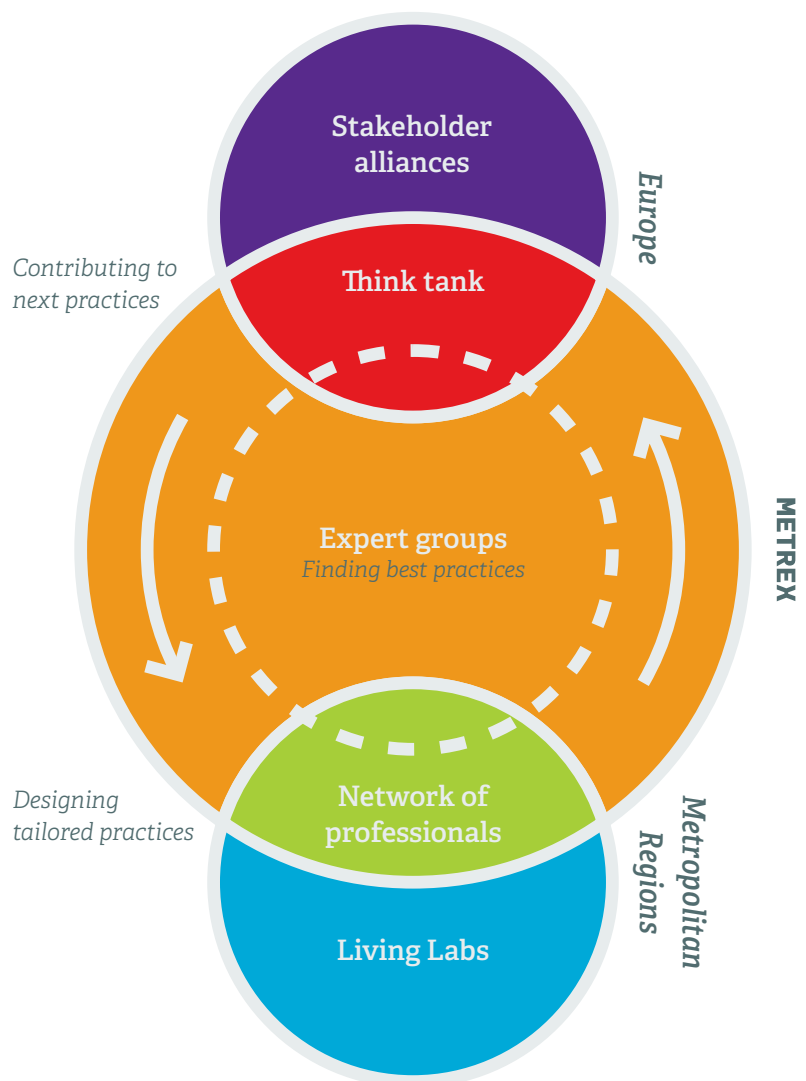 Stakeholder
alliances
Europe
Contributing to
next practices
Think tank
METREX
Expert groups
Finding best practices
Designing
tailored practices
Network of
professionals
Metropolitan
Regions
Living Labs